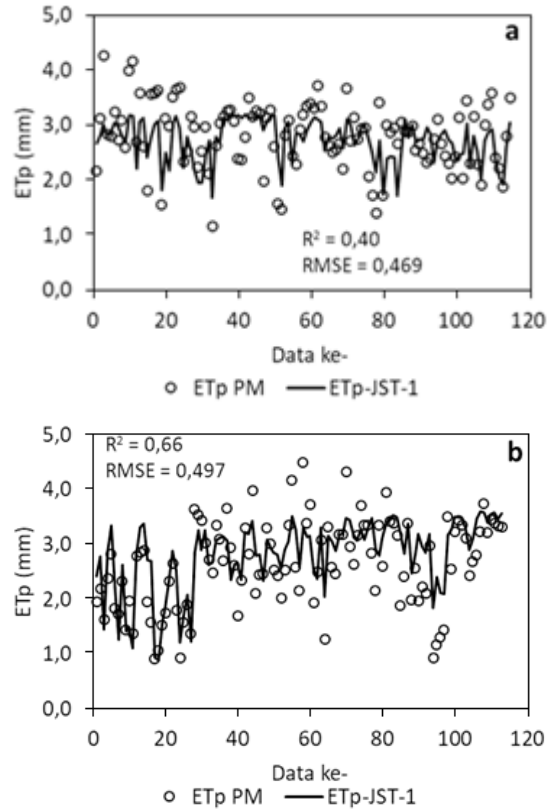 a
5,0
4,0
3,0
2,0
1,0
0,0
ETp (mm)
R² = 0,40
RMSE = 0,469
0 20 40 60 80 100 120
Data ke-
ETp PM ETp-JST-1
b
5,0
4,0
3,0
2,0
1,0
0,0
ETp (mm)
R² = 0,66
RMSE = 0,497
0 20 40 60 80 100 120
Data ke-
ETp PM ETp-JST-1